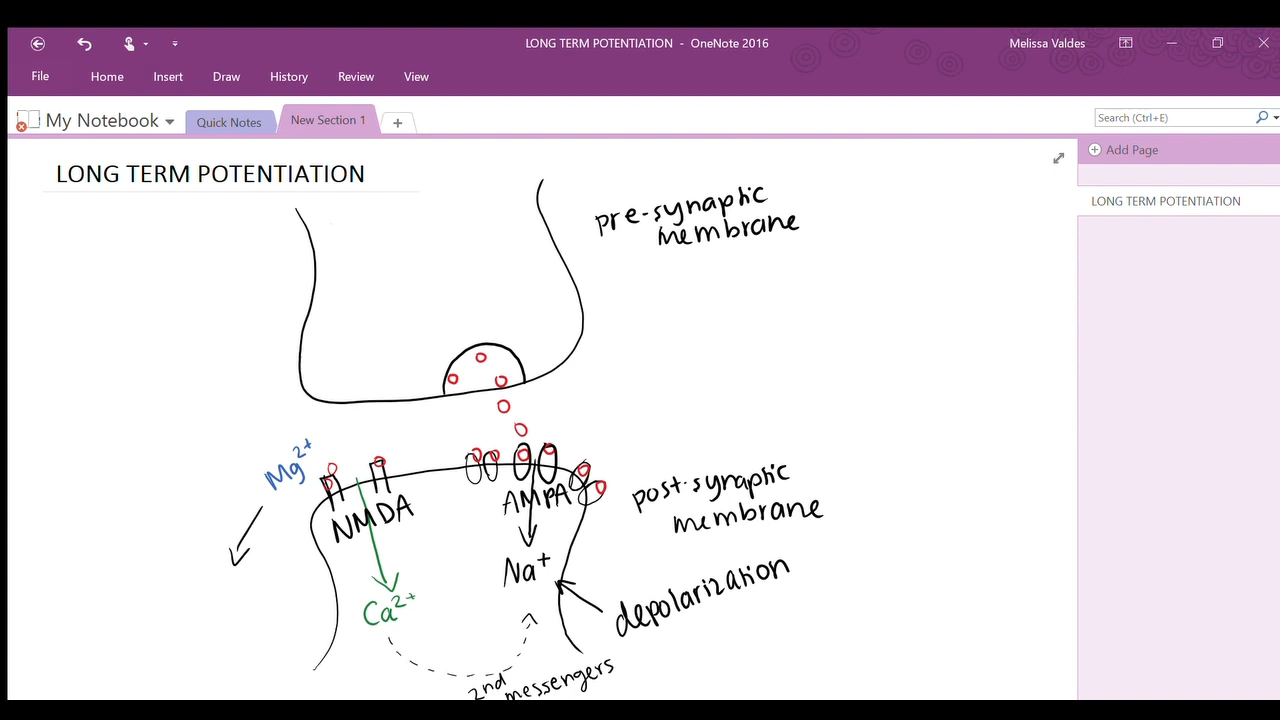 LONG TERM POTENTIATION - OneNote 2016
Melissa Valdes
File Home Insert Draw History Review View
My Notebook Quick Notes New Section 1
Search (Ctrl+E)
Add Page
LONG TERM POTENTIATION
LONG TERM POTENTIATION
pre-synaptic
membrane
Mg2+
NMDA
AMPA
post-synaptic
membrane
Na+
Ca2+
depolarization
2nd
messengers